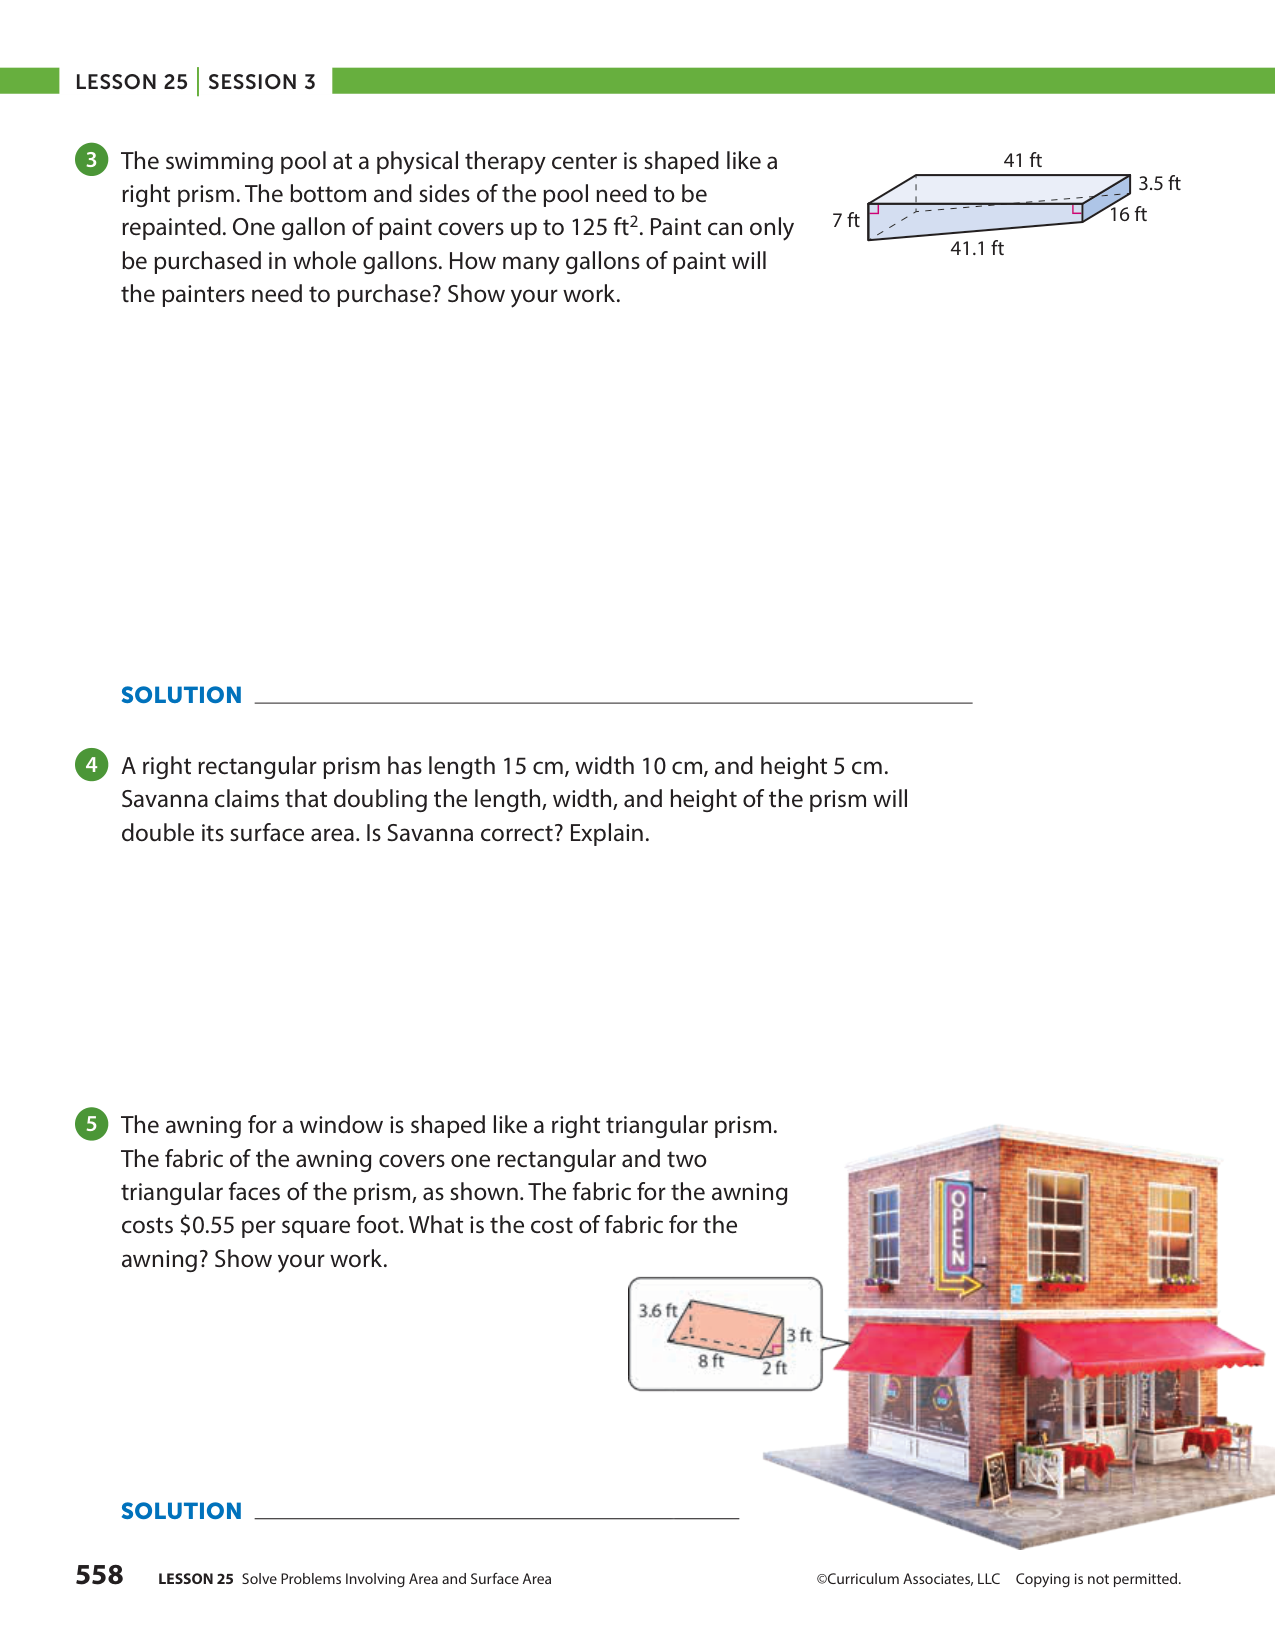 LESSON 25 | SESSION 3
3 The swimming pool at a physical therapy center is shaped like a
right prism. The bottom and sides of the pool need to be
repainted. One gallon of paint covers up to 125 ft². Paint can only
be purchased in whole gallons. How many gallons of paint will
the painters need to purchase? Show your work.
41 ft
3.5 ft
7 ft
16 ft
41.1 ft
SOLUTION
4 A right rectangular prism has length 15 cm, width 10 cm, and height 5 cm.
Savanna claims that doubling the length, width, and height of the prism will
double its surface area. Is Savanna correct? Explain.
5 The awning for a window is shaped like a right triangular prism.
The fabric of the awning covers one rectangular and two
triangular faces of the prism, as shown. The fabric for the awning
costs $0.55 per square foot. What is the cost of fabric for the
awning? Show your work.
3.6 ft
3 ft
8 ft
2 ft
OPEN
SOLUTION
558 LESSON 25 Solve Problems Involving Area and Surface Area
©Curriculum Associates, LLC Copying is not permitted.